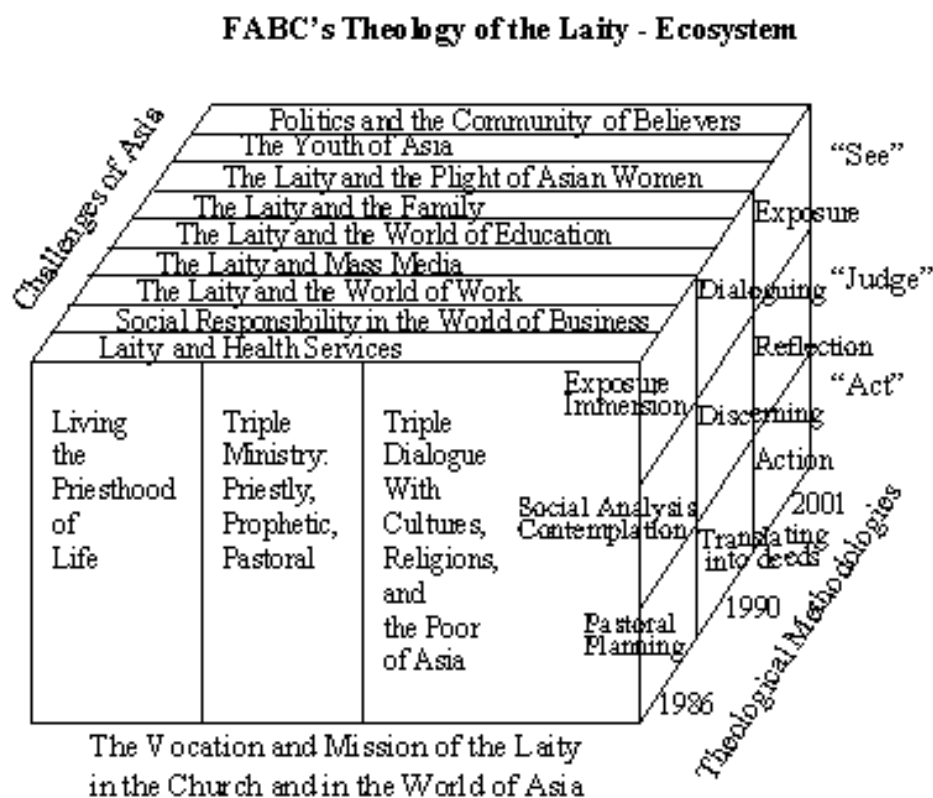 FABC's Theology of the Laity - Ecosystem
Challenges of Asia
Politics and the Community of Believers
The Youth of Asia
The Laity and the Plight of Asian Women
The Laity and the Family
The Laity and the World of Education
The Laity and Mass Media
The Laity and the World of Work
Social Responsibility in the World of Business
Laity and Health Services
Living
the
Priesthood
of
Life
Triple
Ministry:
Priestly,
Prophetic,
Pastoral
Triple
Dialogue
With
Cultures,
Religions,
and
the Poor
of Asia
Exposure
Immersion
Social Analysis
Contemplation
Pastoral
Planning
1986
Dialoguing
Discerning
Translating
into deeds
1990
Exposure
Reflection
Action
2001
"See"
"Judge"
"Act"
Theological Methodologies
The Vocation and Mission of the Laity
in the Church and in the World of Asia